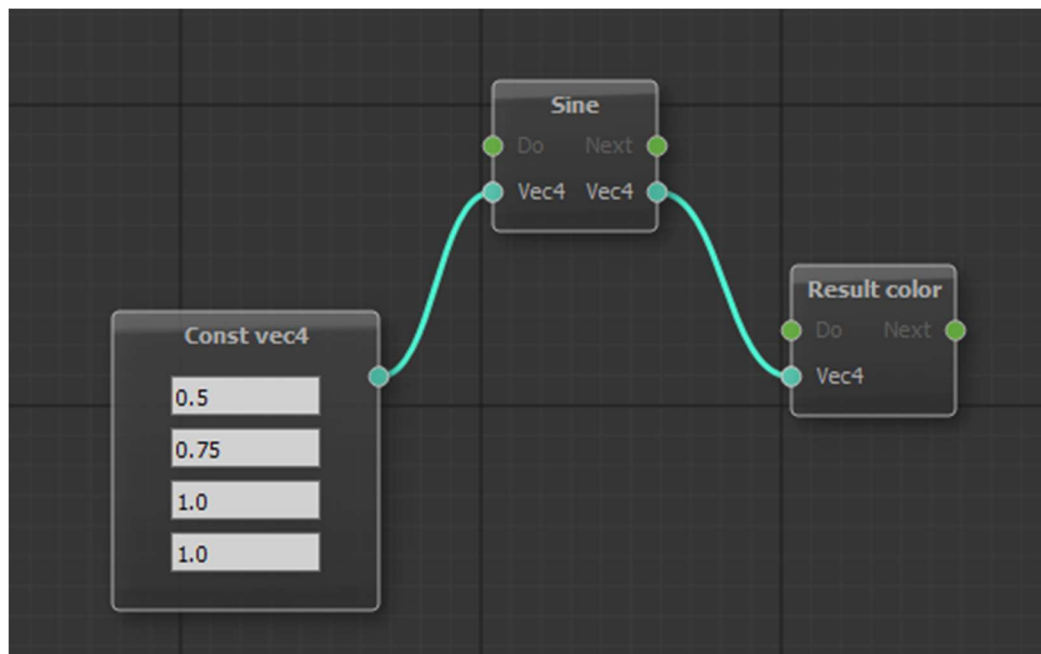 Sine
Do Next
Vec4 Vec4
Result color
Do Next
Vec4
Const vec4
0.5
0.75
1.0
1.0